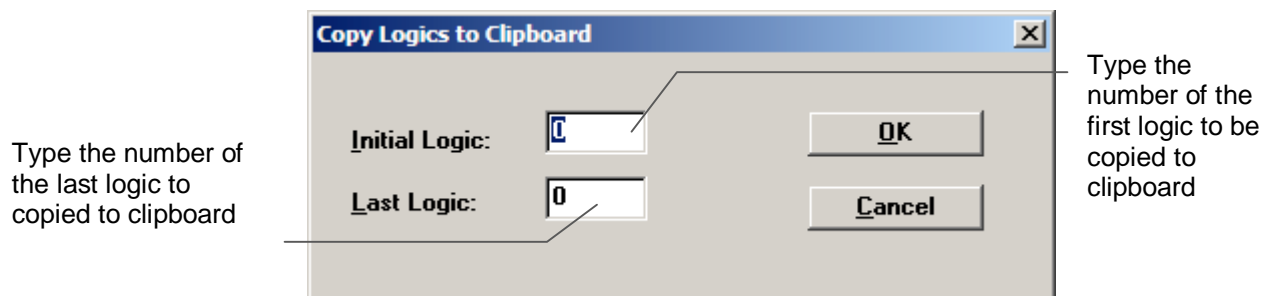 Copy Logics to Clipboard
Type the
number of the
first logic to be
copied to
clipboard
Initial Logic:
0
OK
Type the number of
the last logic to
copied to clipboard
Last Logic:
0
Cancel